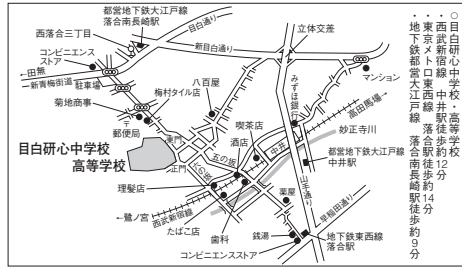 ○目白研心中学校・高等学校
・西武新宿線 中井駅徒歩約12分
・東京メトロ東西線 落合駅徒歩約14分
・地下鉄都営大江戸線 落合南長崎駅徒歩約9分
都営地下鉄大江戸線
落合南長崎駅
西落合三丁目
目白通り
新目白通り
立体交差
コンビニエンス
ストア
←田無
新青梅街道
駐車場
八百屋
マンション
菊地商事
梅村タイル店
みずほ銀行
高田馬場→
〒
郵便局
喫茶店
妙正寺川
酒店
目白研心中学校
高等学校
東門
正門
五の坂
中井
都営地下鉄大江戸線
中井駅
理髪店
山手通り
薬屋
早稲田通り
←鷺ノ宮
西武新宿線
たばこ店
歯科
銭湯
地下鉄東西線
落合駅
コンビニエンスストア